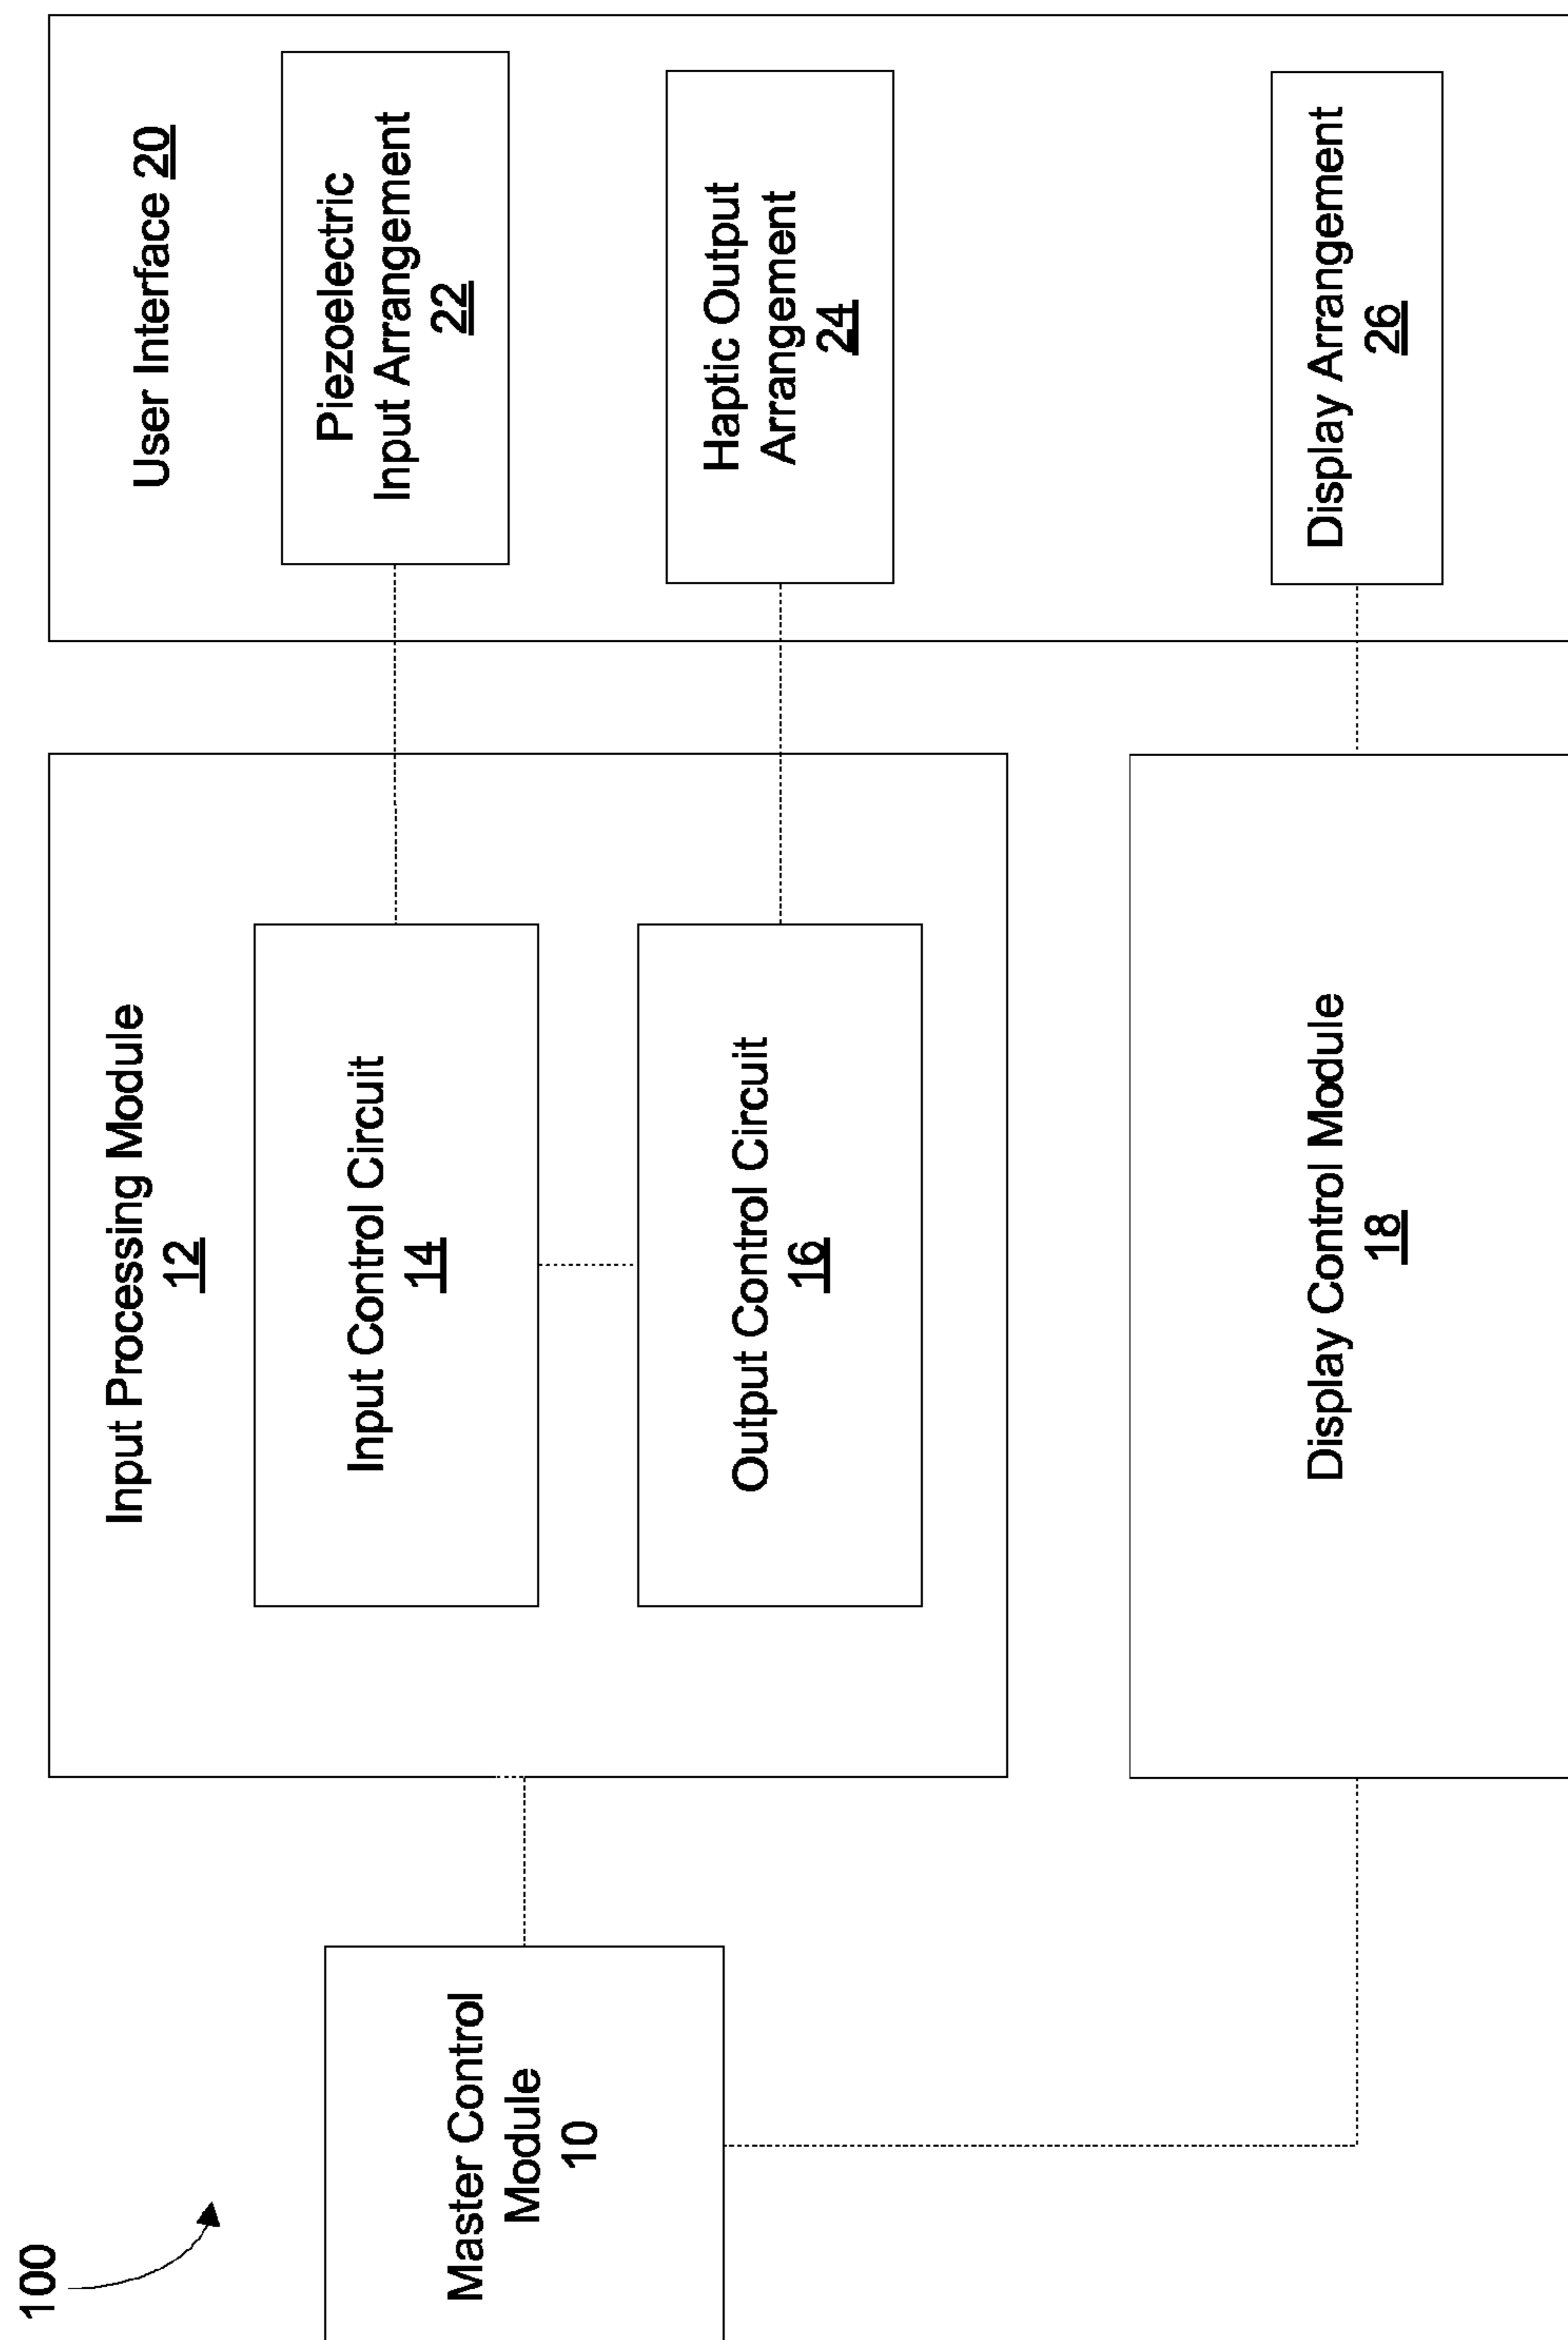 100
Master Control
Module
10
Input Processing Module
12
Input Control Circuit
14
Output Control Circuit
16
Display Control Module
18
User Interface 20
Piezoelectric
Input Arrangement
22
Haptic Output
Arrangement
24
Display Arrangement
26